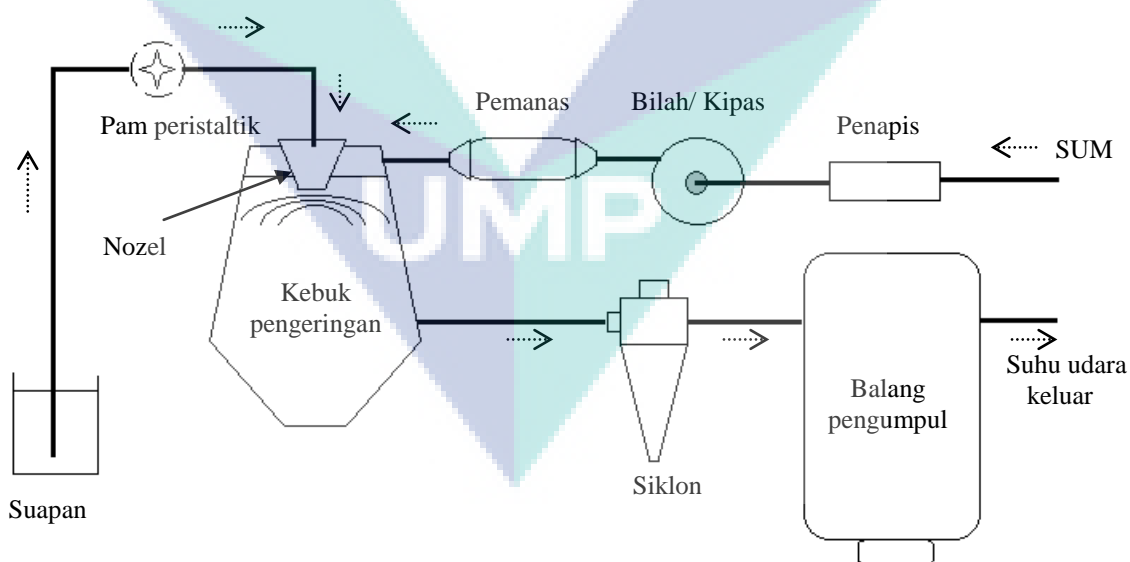 Pam peristaltik
Pemanas
Bilah/ Kipas
Penapis
SUM
Nozel
UMP
Kebuk
pengeringan
Suhu udara
keluar
Balang
pengumpul
Siklon
Suapan